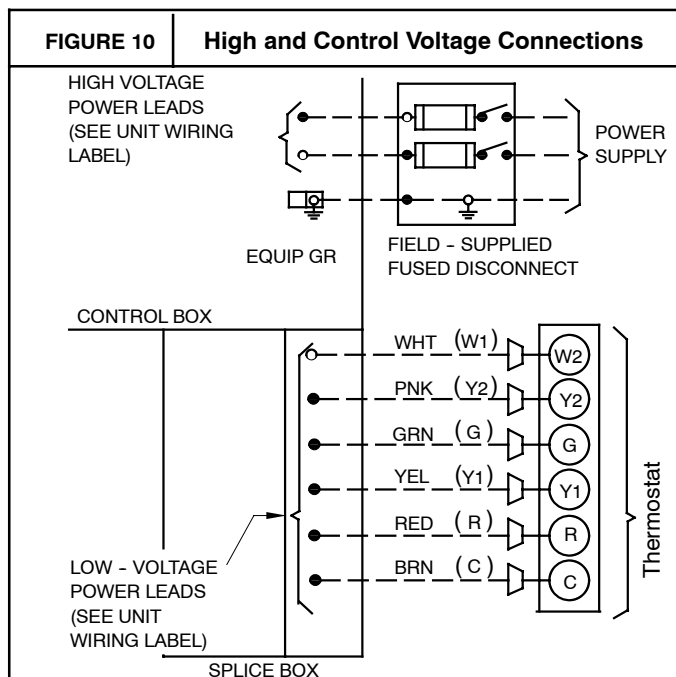 FIGURE 10
High and Control Voltage Connections
HIGH VOLTAGE
POWER LEADS
(SEE UNIT WIRING
LABEL)
POWER
SUPPLY
EQUIP GR
FIELD - SUPPLIED
FUSED DISCONNECT
CONTROL BOX
WHT (W1) W2
PNK (Y2) Y2
GRN (G) G
YEL (Y1) Y1
RED (R) R
BRN (C) C
Thermostat
LOW - VOLTAGE
POWER LEADS
(SEE UNIT
WIRING LABEL)
SPLICE BOX